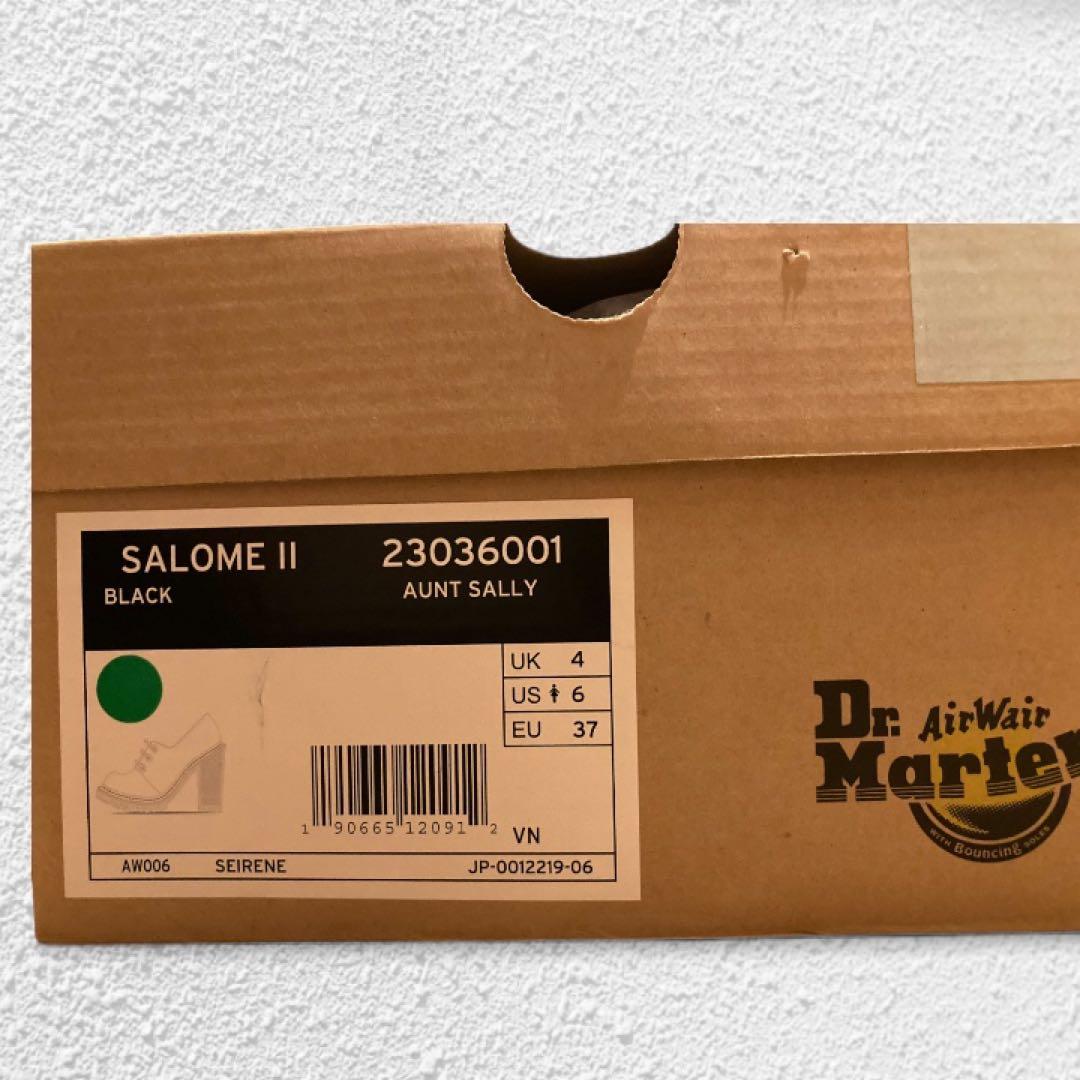 SALOME II 23036001
BLACK AUNT SALLY
UK 4
US 6
EU 37
1 90665 12091 2 VN
AW006 SEIRENE JP-0012219-06
Dr. AirWair
Marten
WITH Bouncing SOLES